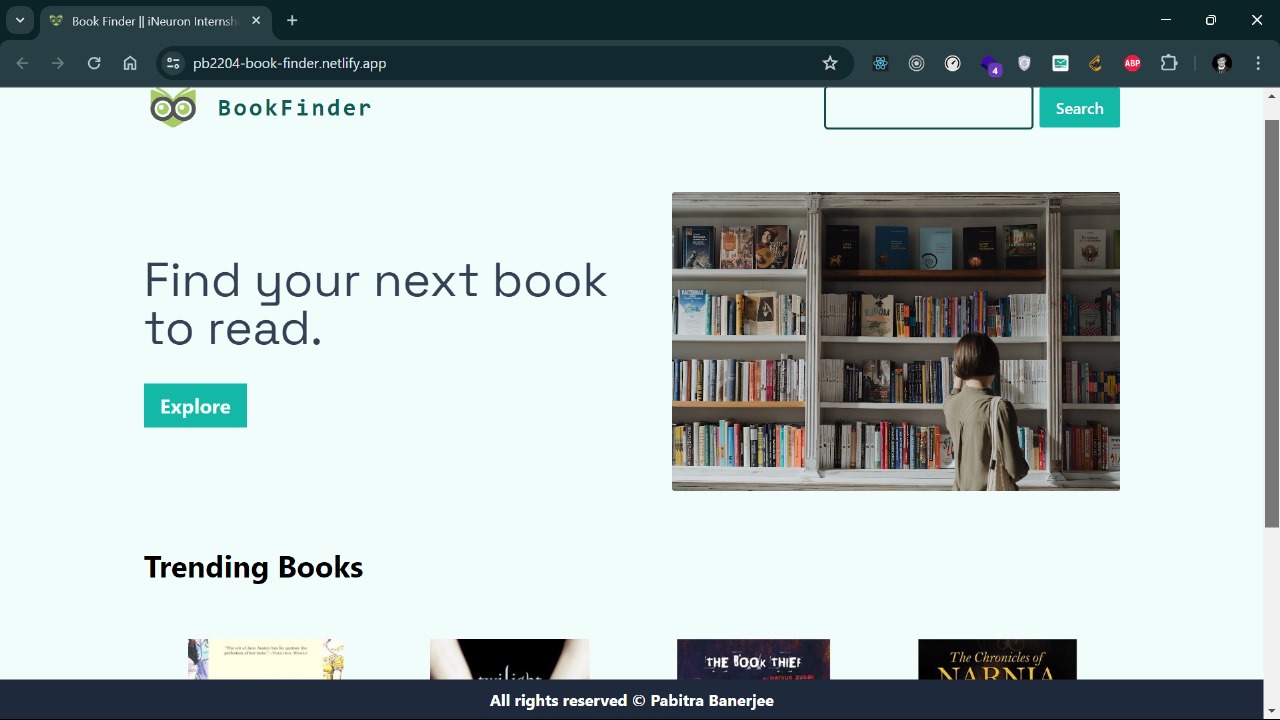 Book Finder || iNeuron Internsh
pb2204-book-finder.netlify.app
4
ABP
BookFinder
Search
Find your next book
to read.
Explore
Trending Books
twilight
THE BOOK THIEF
The Chronicles of
NARNIA
All rights reserved © Pabitra Banerjee